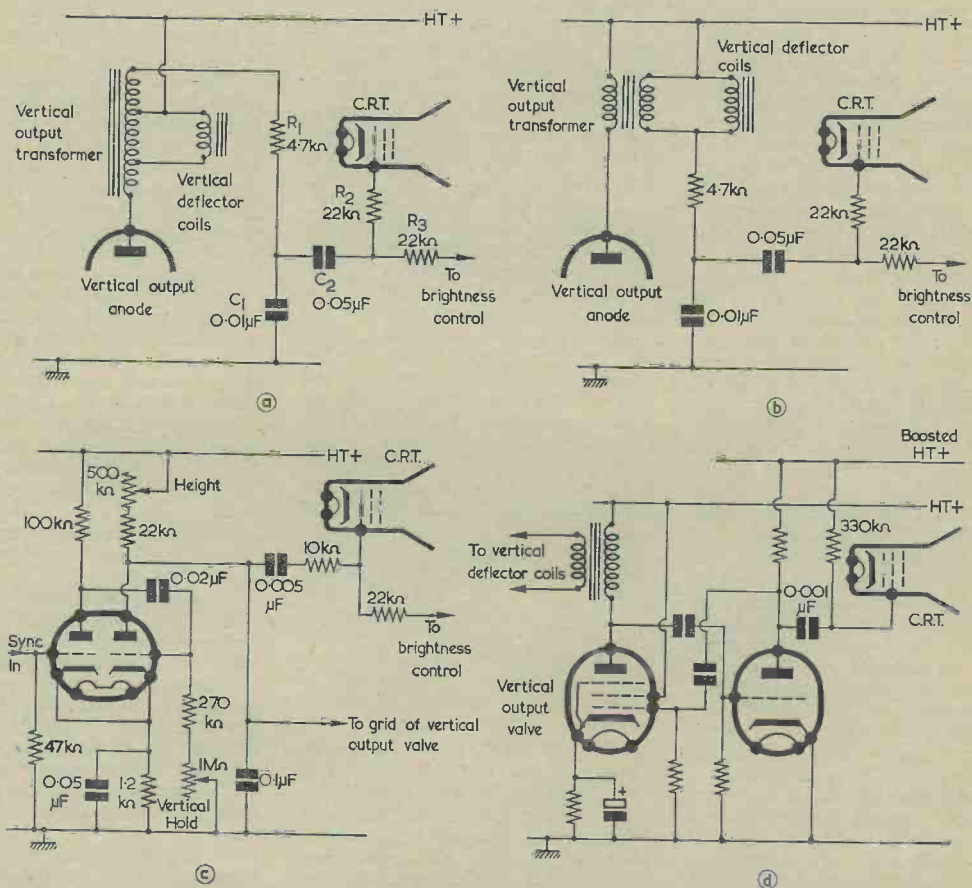 HT+
Vertical
output
transformer
Vertical
deflector
coils
Vertical output
anode
R1
4·7kΩ
C.R.T.
R2
22kΩ
R3
22kΩ
To
brightness
control
C2
0·05µF
C1
0·01µF
ⓐ
HT+
Vertical deflector
coils
Vertical
output
transformer
C.R.T.
4·7kΩ
22kΩ
0·05µF
22kΩ
To
brightness
control
Vertical output
anode
0·01µF
ⓑ
HT+
C.R.T.
500
kΩ
Height
100kΩ
22kΩ
0·02µF
0·005
µF
10kΩ
22kΩ
To
brightness
control
Sync
In
270
kΩ
To grid of vertical
output valve
47kΩ
0·05
µF
1·2
kΩ
1MΩ
Vertical
Hold
0·1µF
ⓒ
Boosted
HT+
HT+
330kΩ
To vertical
deflector coils
0·001
µF
C.R.T.
Vertical
output
valve
+
ⓓ